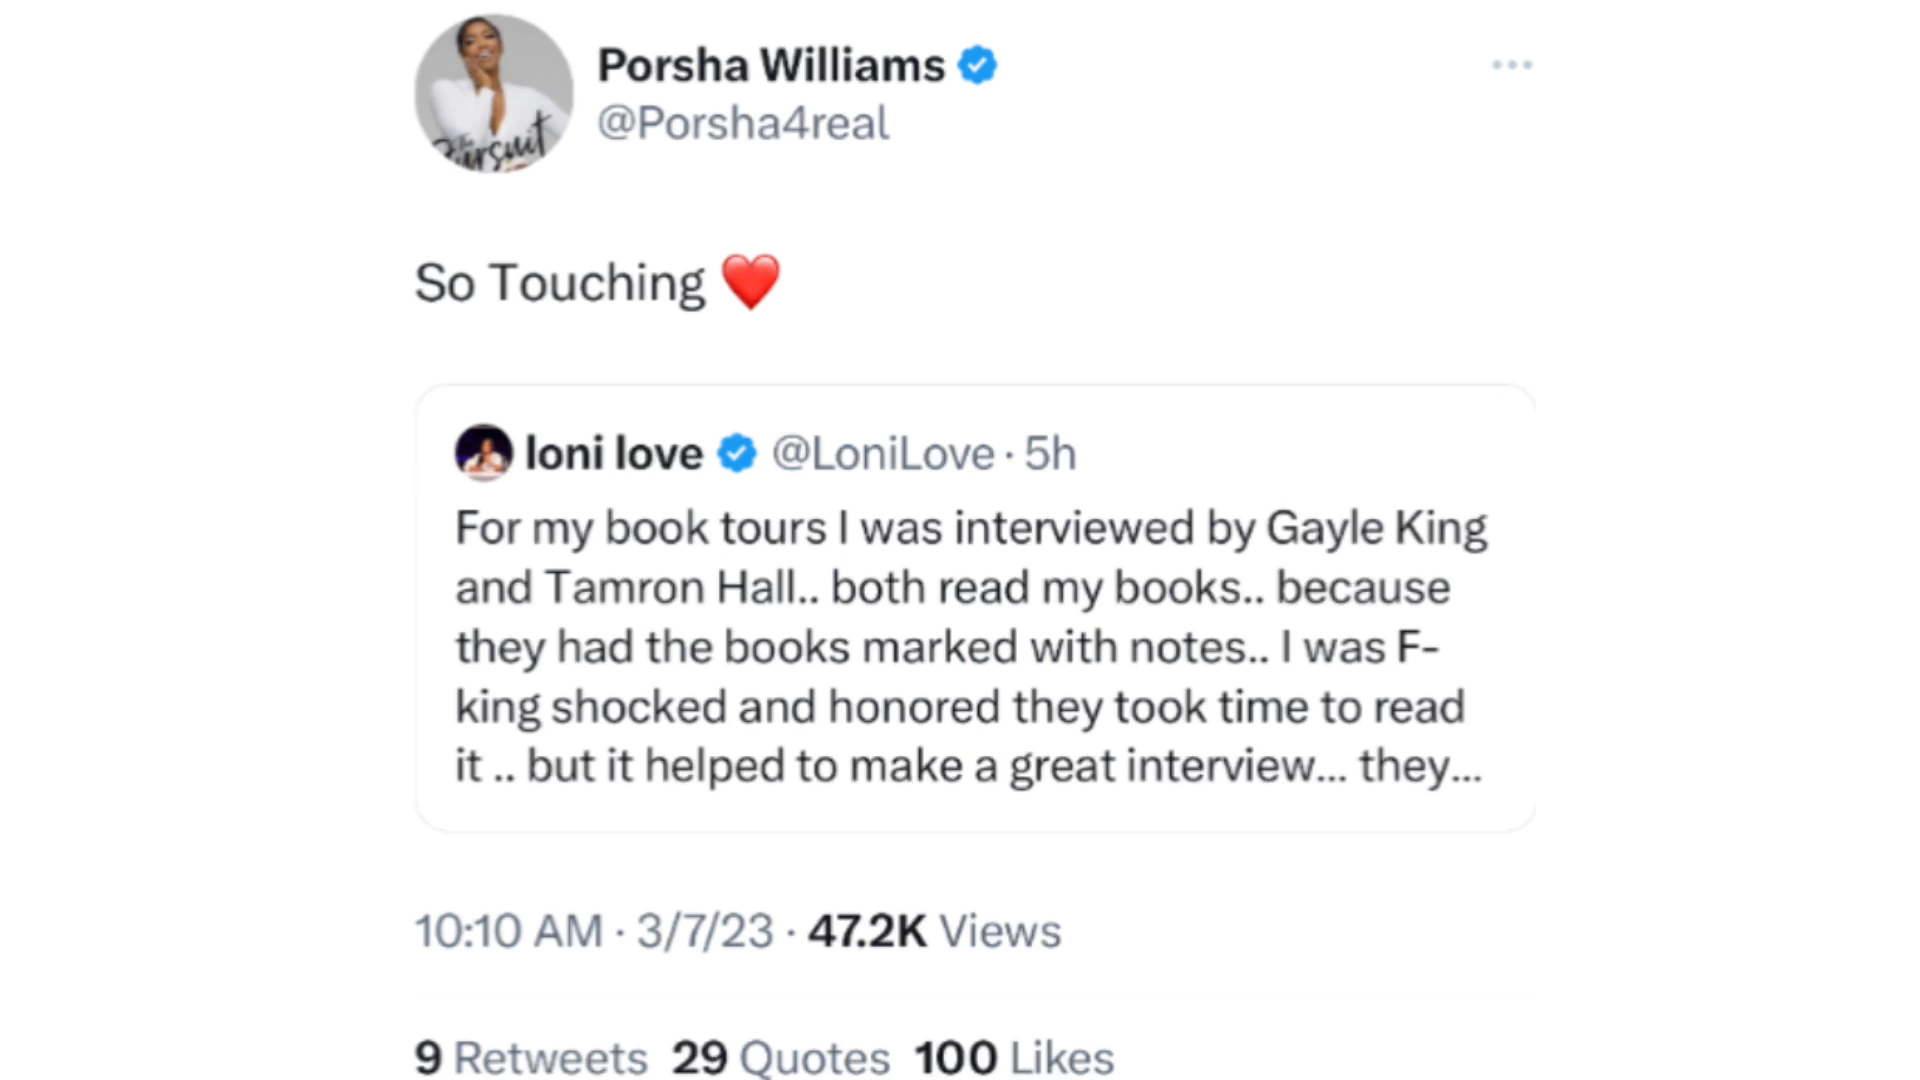 The
Pursuit
Porsha Williams
@Porsha4real
So Touching ❤️
loni love @LoniLove · 5h
For my book tours I was interviewed by Gayle King
and Tamron Hall.. both read my books.. because
they had the books marked with notes.. I was F-
king shocked and honored they took time to read
it .. but it helped to make a great interview... they...
10:10 AM · 3/7/23 · 47.2K Views
9 Retweets 29 Quotes 100 Likes